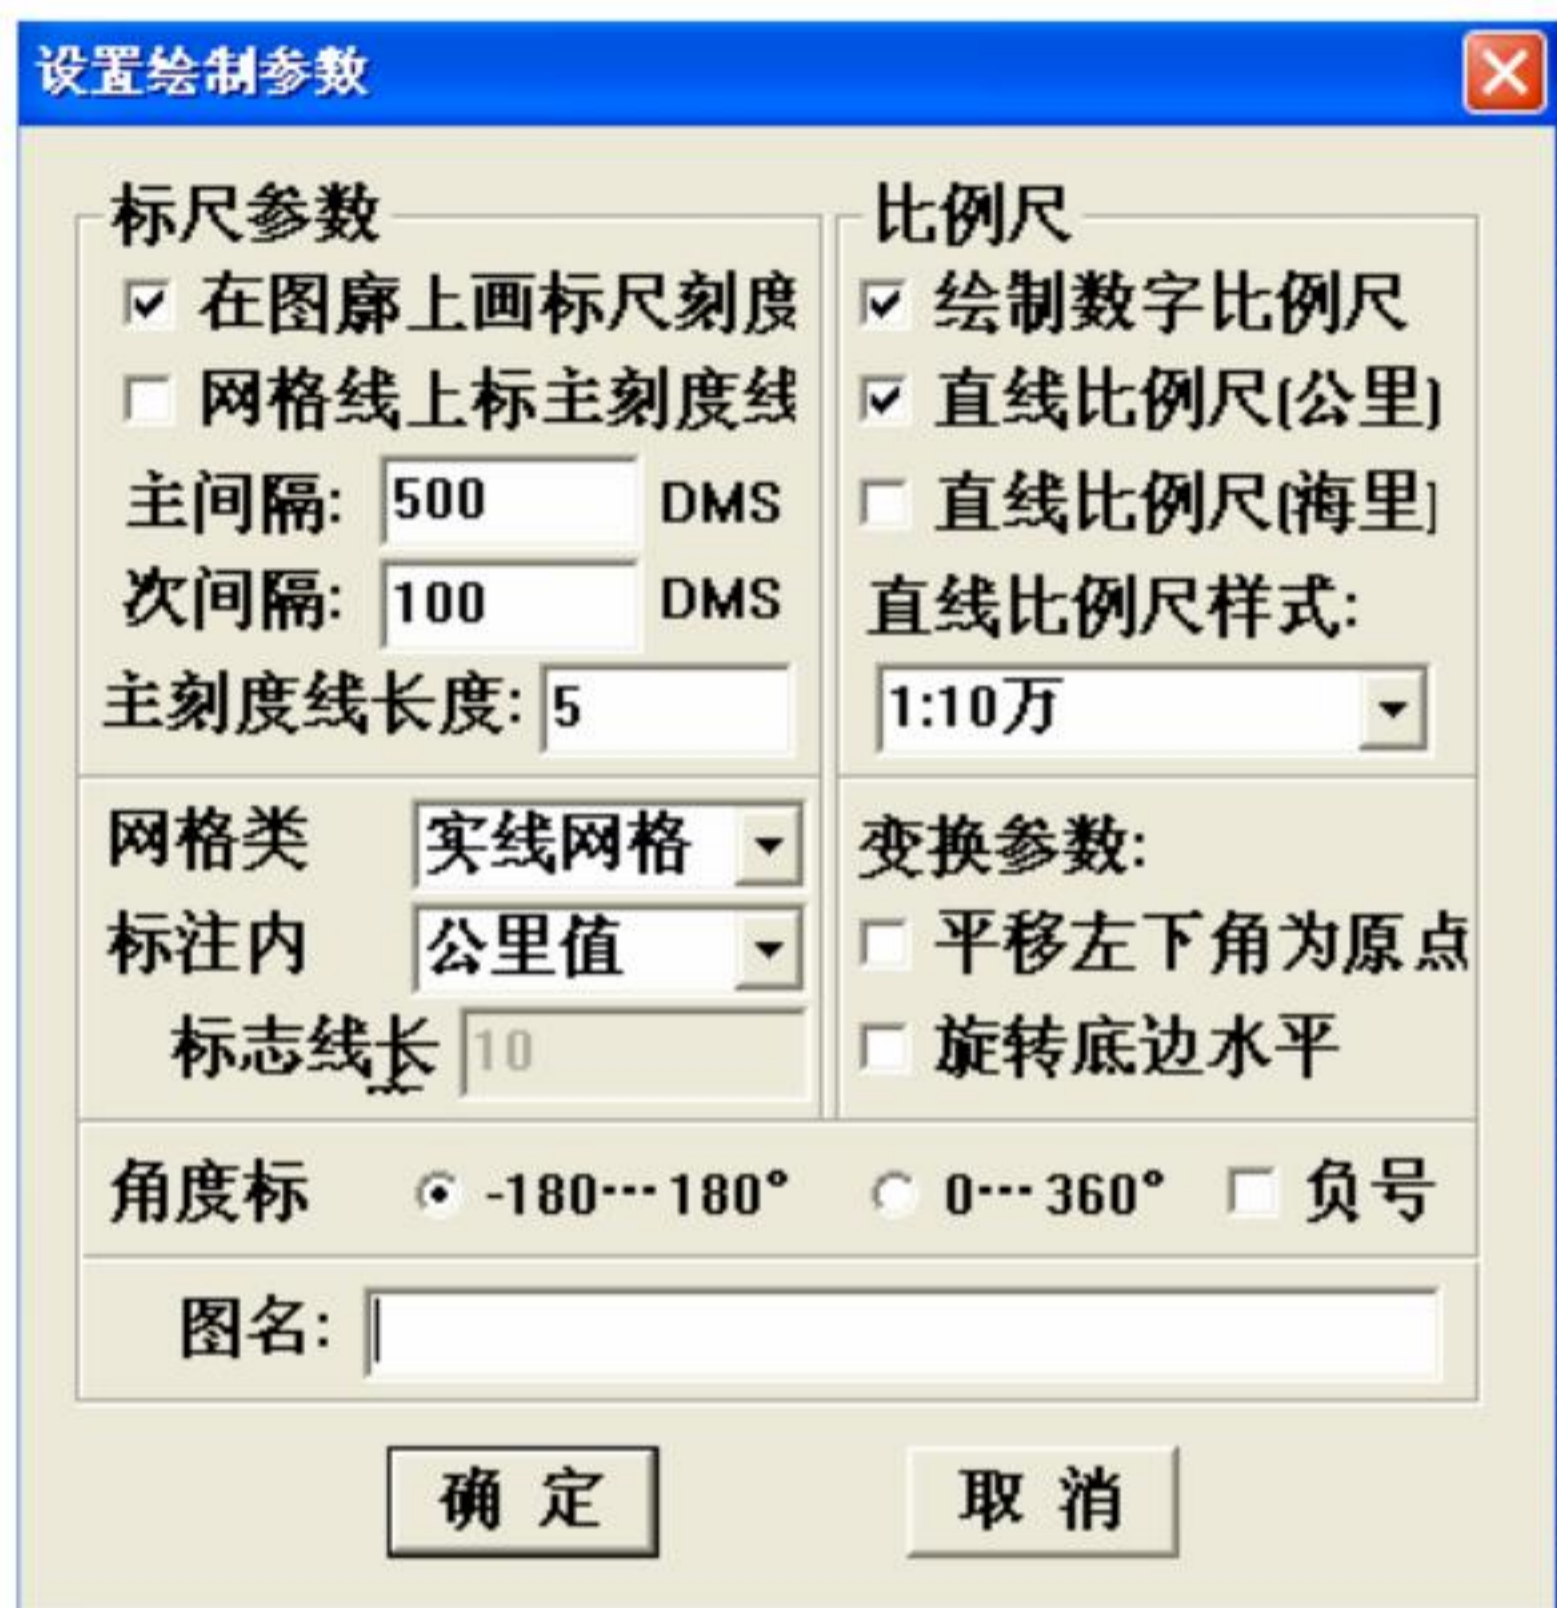 设置绘制参数
标尺参数
在图廓上画标尺刻度
网格线上标主刻度线
主间隔: 500 DMS
次间隔: 100 DMS
主刻度线长度: 5
比例尺
绘制数字比例尺
直线比例尺(公里)
直线比例尺(海里)
直线比例尺样式:
1:10万
网格类 实线网格
标注内 公里值
标志线长 10
变换参数:
平移左下角为原点
旋转底边水平
角度标 -180···180° 0···360° 负号
图名:
确 定 取 消